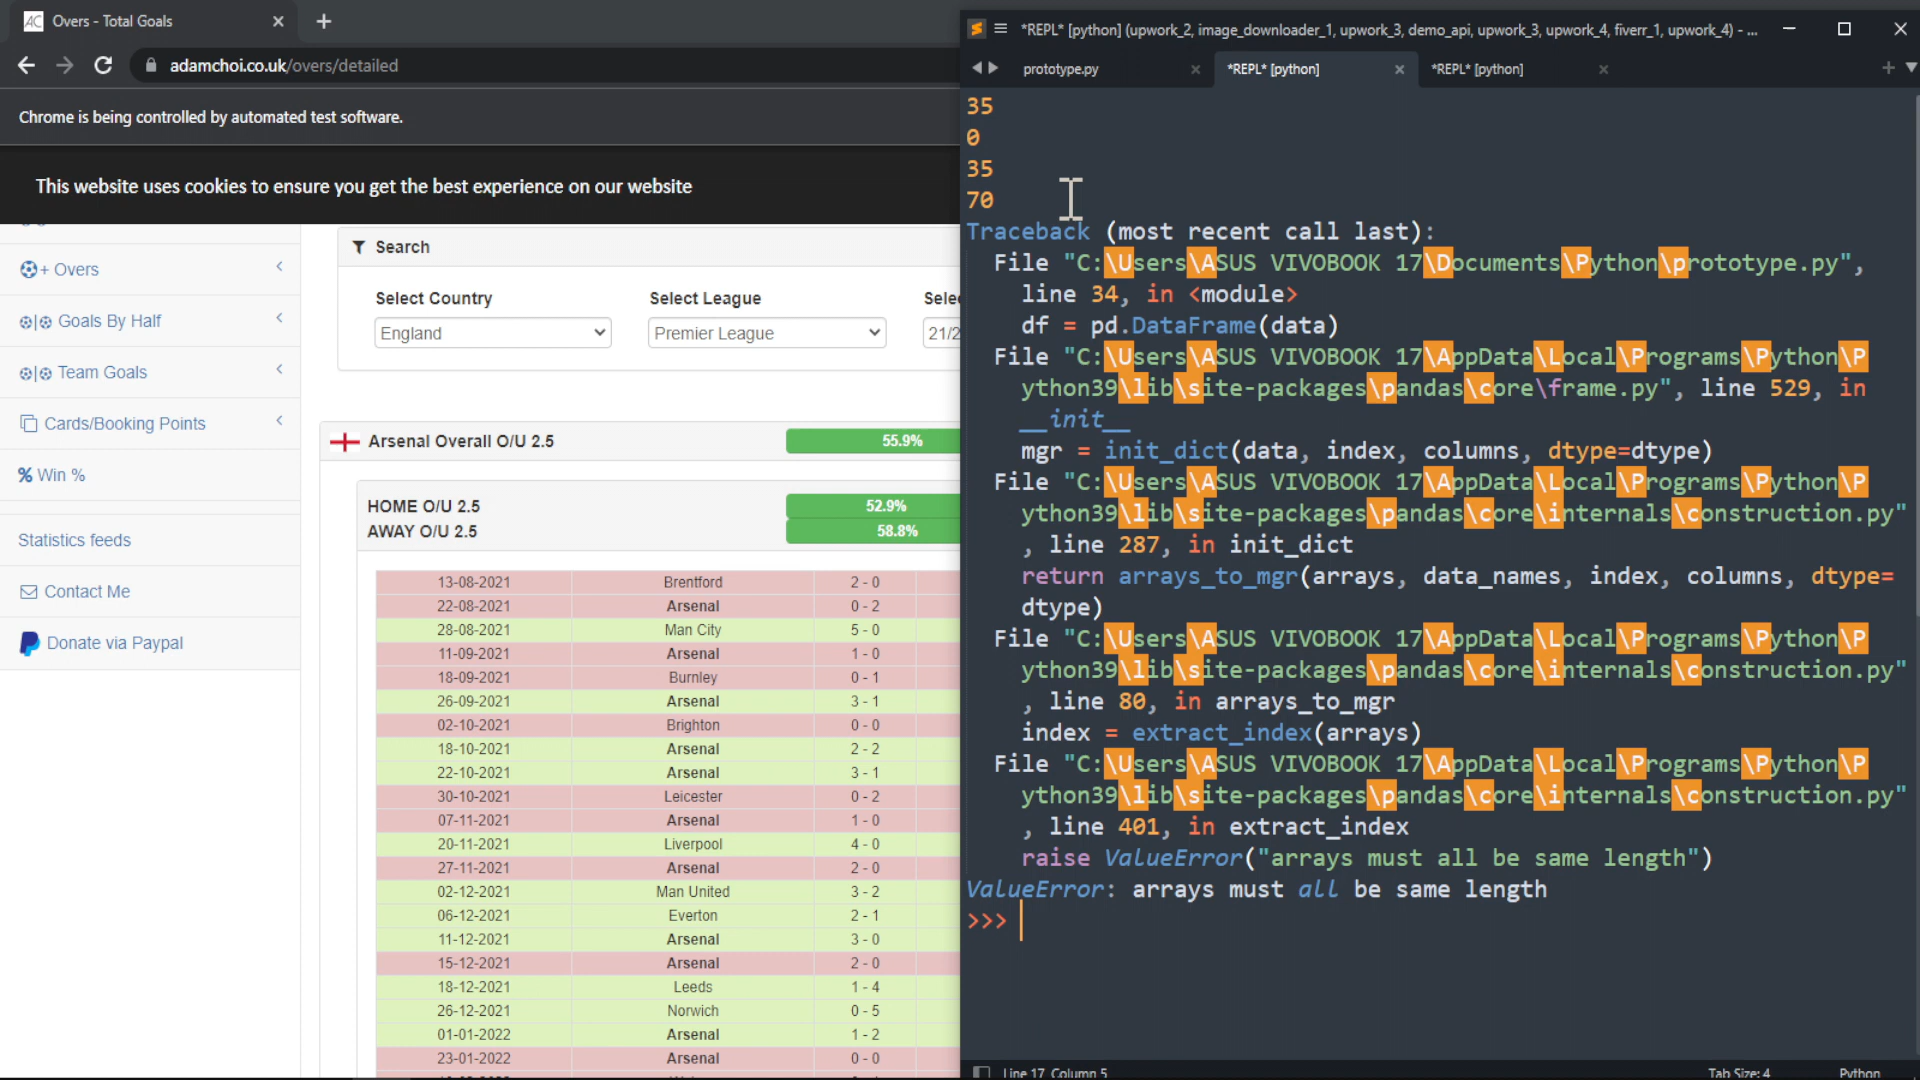 Overs - Total Goals
adamchoi.co.uk/overs/detailed
Chrome is being controlled by automated test software.
This website uses cookies to ensure you get the best experience on our website
+ Overs
Goals By Half
Team Goals
Cards/Booking Points
% Win %
Statistics feeds
Contact Me
Donate via Paypal
Search
Select Country
Select League
Sele
England
Premier League
21/2
Arsenal Overall O/U 2.5
55.9%
HOME O/U 2.5
52.9%
AWAY O/U 2.5
58.8%
13-08-2021 Brentford 2 - 0
22-08-2021 Arsenal 0 - 2
28-08-2021 Man City 5 - 0
11-09-2021 Arsenal 1 - 0
18-09-2021 Burnley 0 - 1
26-09-2021 Arsenal 3 - 1
02-10-2021 Brighton 0 - 0
18-10-2021 Arsenal 2 - 2
22-10-2021 Arsenal 3 - 1
30-10-2021 Leicester 0 - 2
07-11-2021 Arsenal 1 - 0
20-11-2021 Liverpool 4 - 0
27-11-2021 Arsenal 2 - 0
02-12-2021 Man United 3 - 2
06-12-2021 Everton 2 - 1
11-12-2021 Arsenal 3 - 0
15-12-2021 Arsenal 2 - 0
18-12-2021 Leeds 1 - 4
26-12-2021 Norwich 0 - 5
01-01-2022 Arsenal 1 - 2
23-01-2022 Arsenal 0 - 0
*REPL* [python] (upwork_2, image_downloader_1, upwork_3, demo_api, upwork_3, upwork_4, fiverr_1, upwork_4) - ...
prototype.py
*REPL* [python]
*REPL* [python]
35
0
35
70
Traceback (most recent call last):
File "C:\Users\ASUS VIVOBOOK 17\Documents\Python\prototype.py",
line 34, in <module>
df = pd.DataFrame(data)
File "C:\Users\ASUS VIVOBOOK 17\AppData\Local\Programs\Python\P
ython39\lib\site-packages\pandas\core\frame.py", line 529, in
__init__
mgr = init_dict(data, index, columns, dtype=dtype)
File "C:\Users\ASUS VIVOBOOK 17\AppData\Local\Programs\Python\P
ython39\lib\site-packages\pandas\core\internals\construction.py"
, line 287, in init_dict
return arrays_to_mgr(arrays, data_names, index, columns, dtype=
dtype)
File "C:\Users\ASUS VIVOBOOK 17\AppData\Local\Programs\Python\P
ython39\lib\site-packages\pandas\core\internals\construction.py"
, line 80, in arrays_to_mgr
index = extract_index(arrays)
File "C:\Users\ASUS VIVOBOOK 17\AppData\Local\Programs\Python\P
ython39\lib\site-packages\pandas\core\internals\construction.py"
, line 401, in extract_index
raise ValueError("arrays must all be same length")
ValueError: arrays must all be same length
>>>
Line 17, Column 5
Tab Size: 4
Python